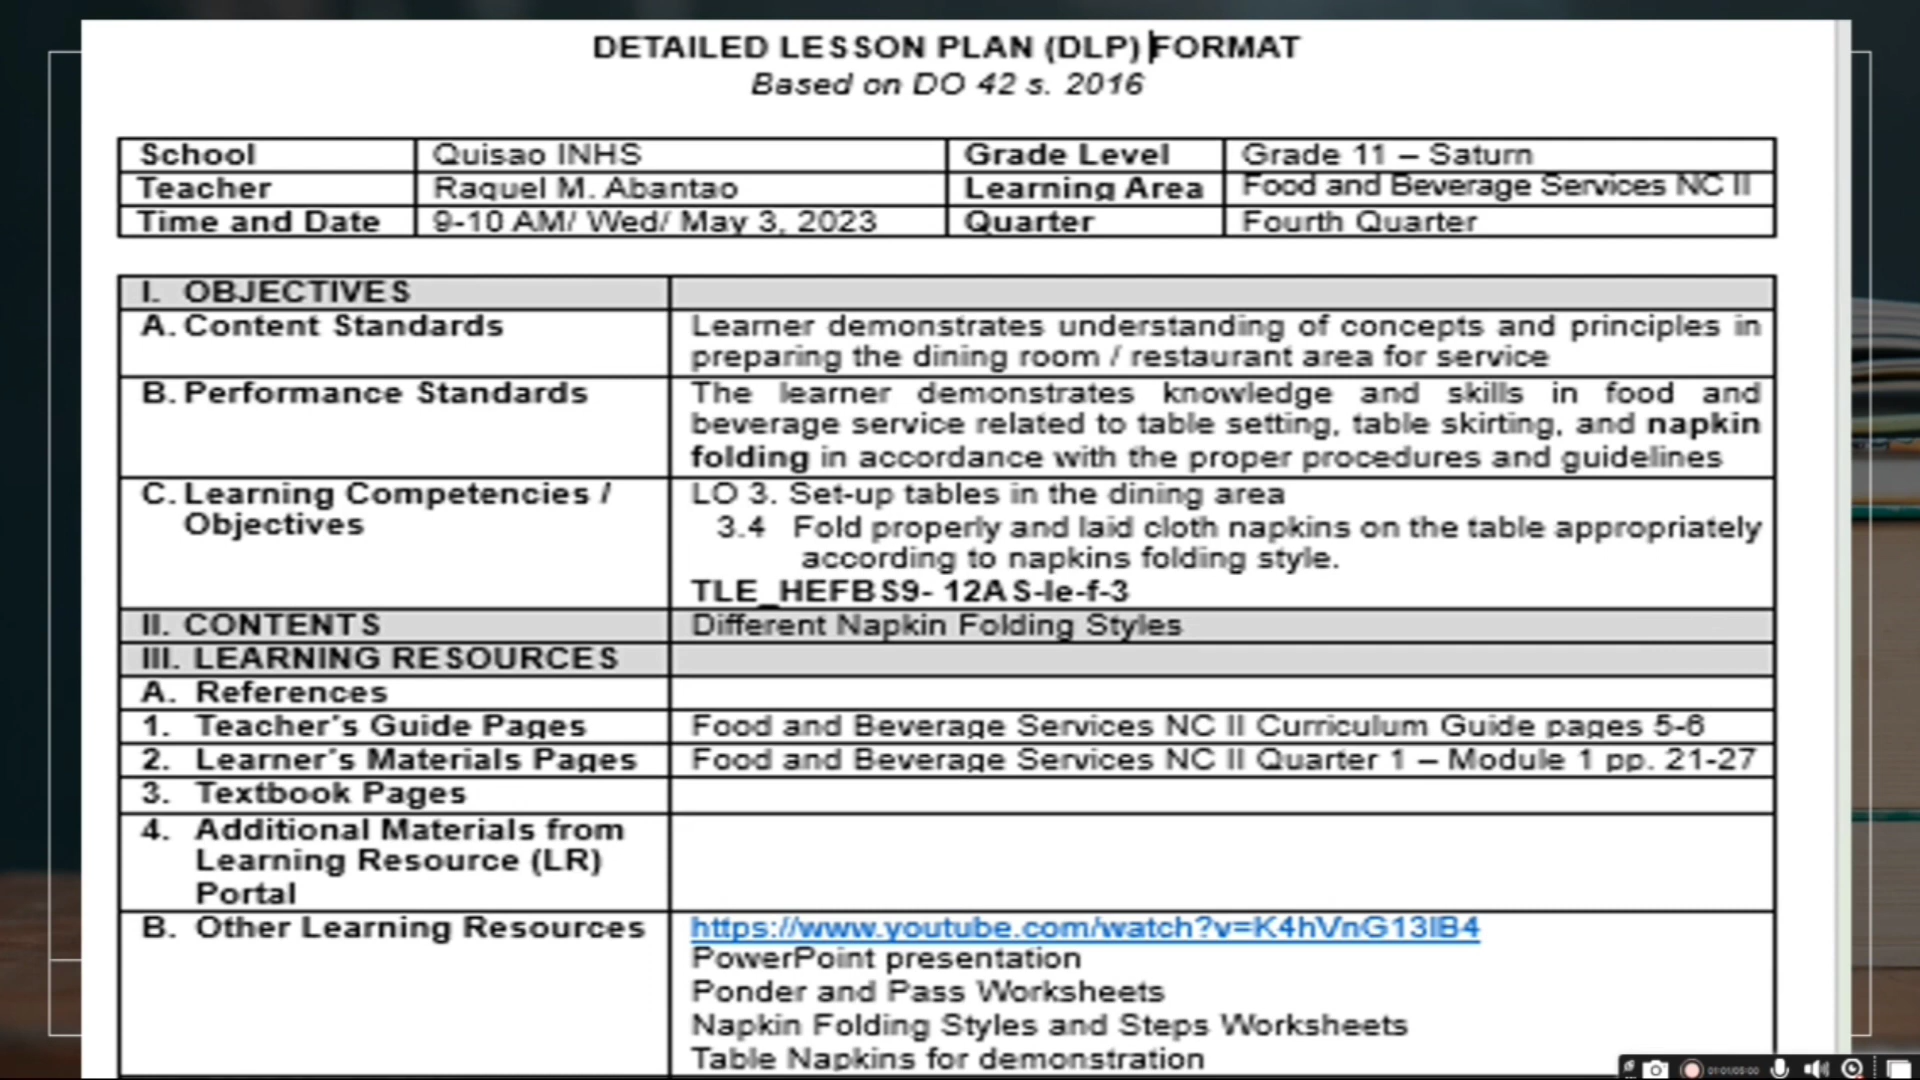 DETAILED LESSON PLAN (DLP) FORMAT
Based on DO 42 s. 2016
School Quisao INHS Grade Level Grade 11 – Saturn
Teacher Raquel M. Abantao Learning Area Food and Beverage Services NC II
Time and Date 9-10 AM/ Wed/ May 3, 2023 Quarter Fourth Quarter
I. OBJECTIVES
A. Content Standards Learner demonstrates understanding of concepts and principles in
preparing the dining room / restaurant area for service
B. Performance Standards The learner demonstrates knowledge and skills in food and
beverage service related to table setting, table skirting, and napkin
folding in accordance with the proper procedures and guidelines
C. Learning Competencies / LO 3. Set-up tables in the dining area
Objectives 3.4 Fold properly and laid cloth napkins on the table appropriately
according to napkins folding style.
TLE_HEFBS9- 12AS-Ie-f-3
II. CONTENTS Different Napkin Folding Styles
III. LEARNING RESOURCES
A. References
1. Teacher's Guide Pages Food and Beverage Services NC II Curriculum Guide pages 5-6
2. Learner's Materials Pages Food and Beverage Services NC II Quarter 1 – Module 1 pp. 21-27
3. Textbook Pages
4. Additional Materials from
Learning Resource (LR)
Portal
B. Other Learning Resources https://www.youtube.com/watch?v=K4hVnG13IB4
PowerPoint presentation
Ponder and Pass Worksheets
Napkin Folding Styles and Steps Worksheets
Table Napkins for demonstration